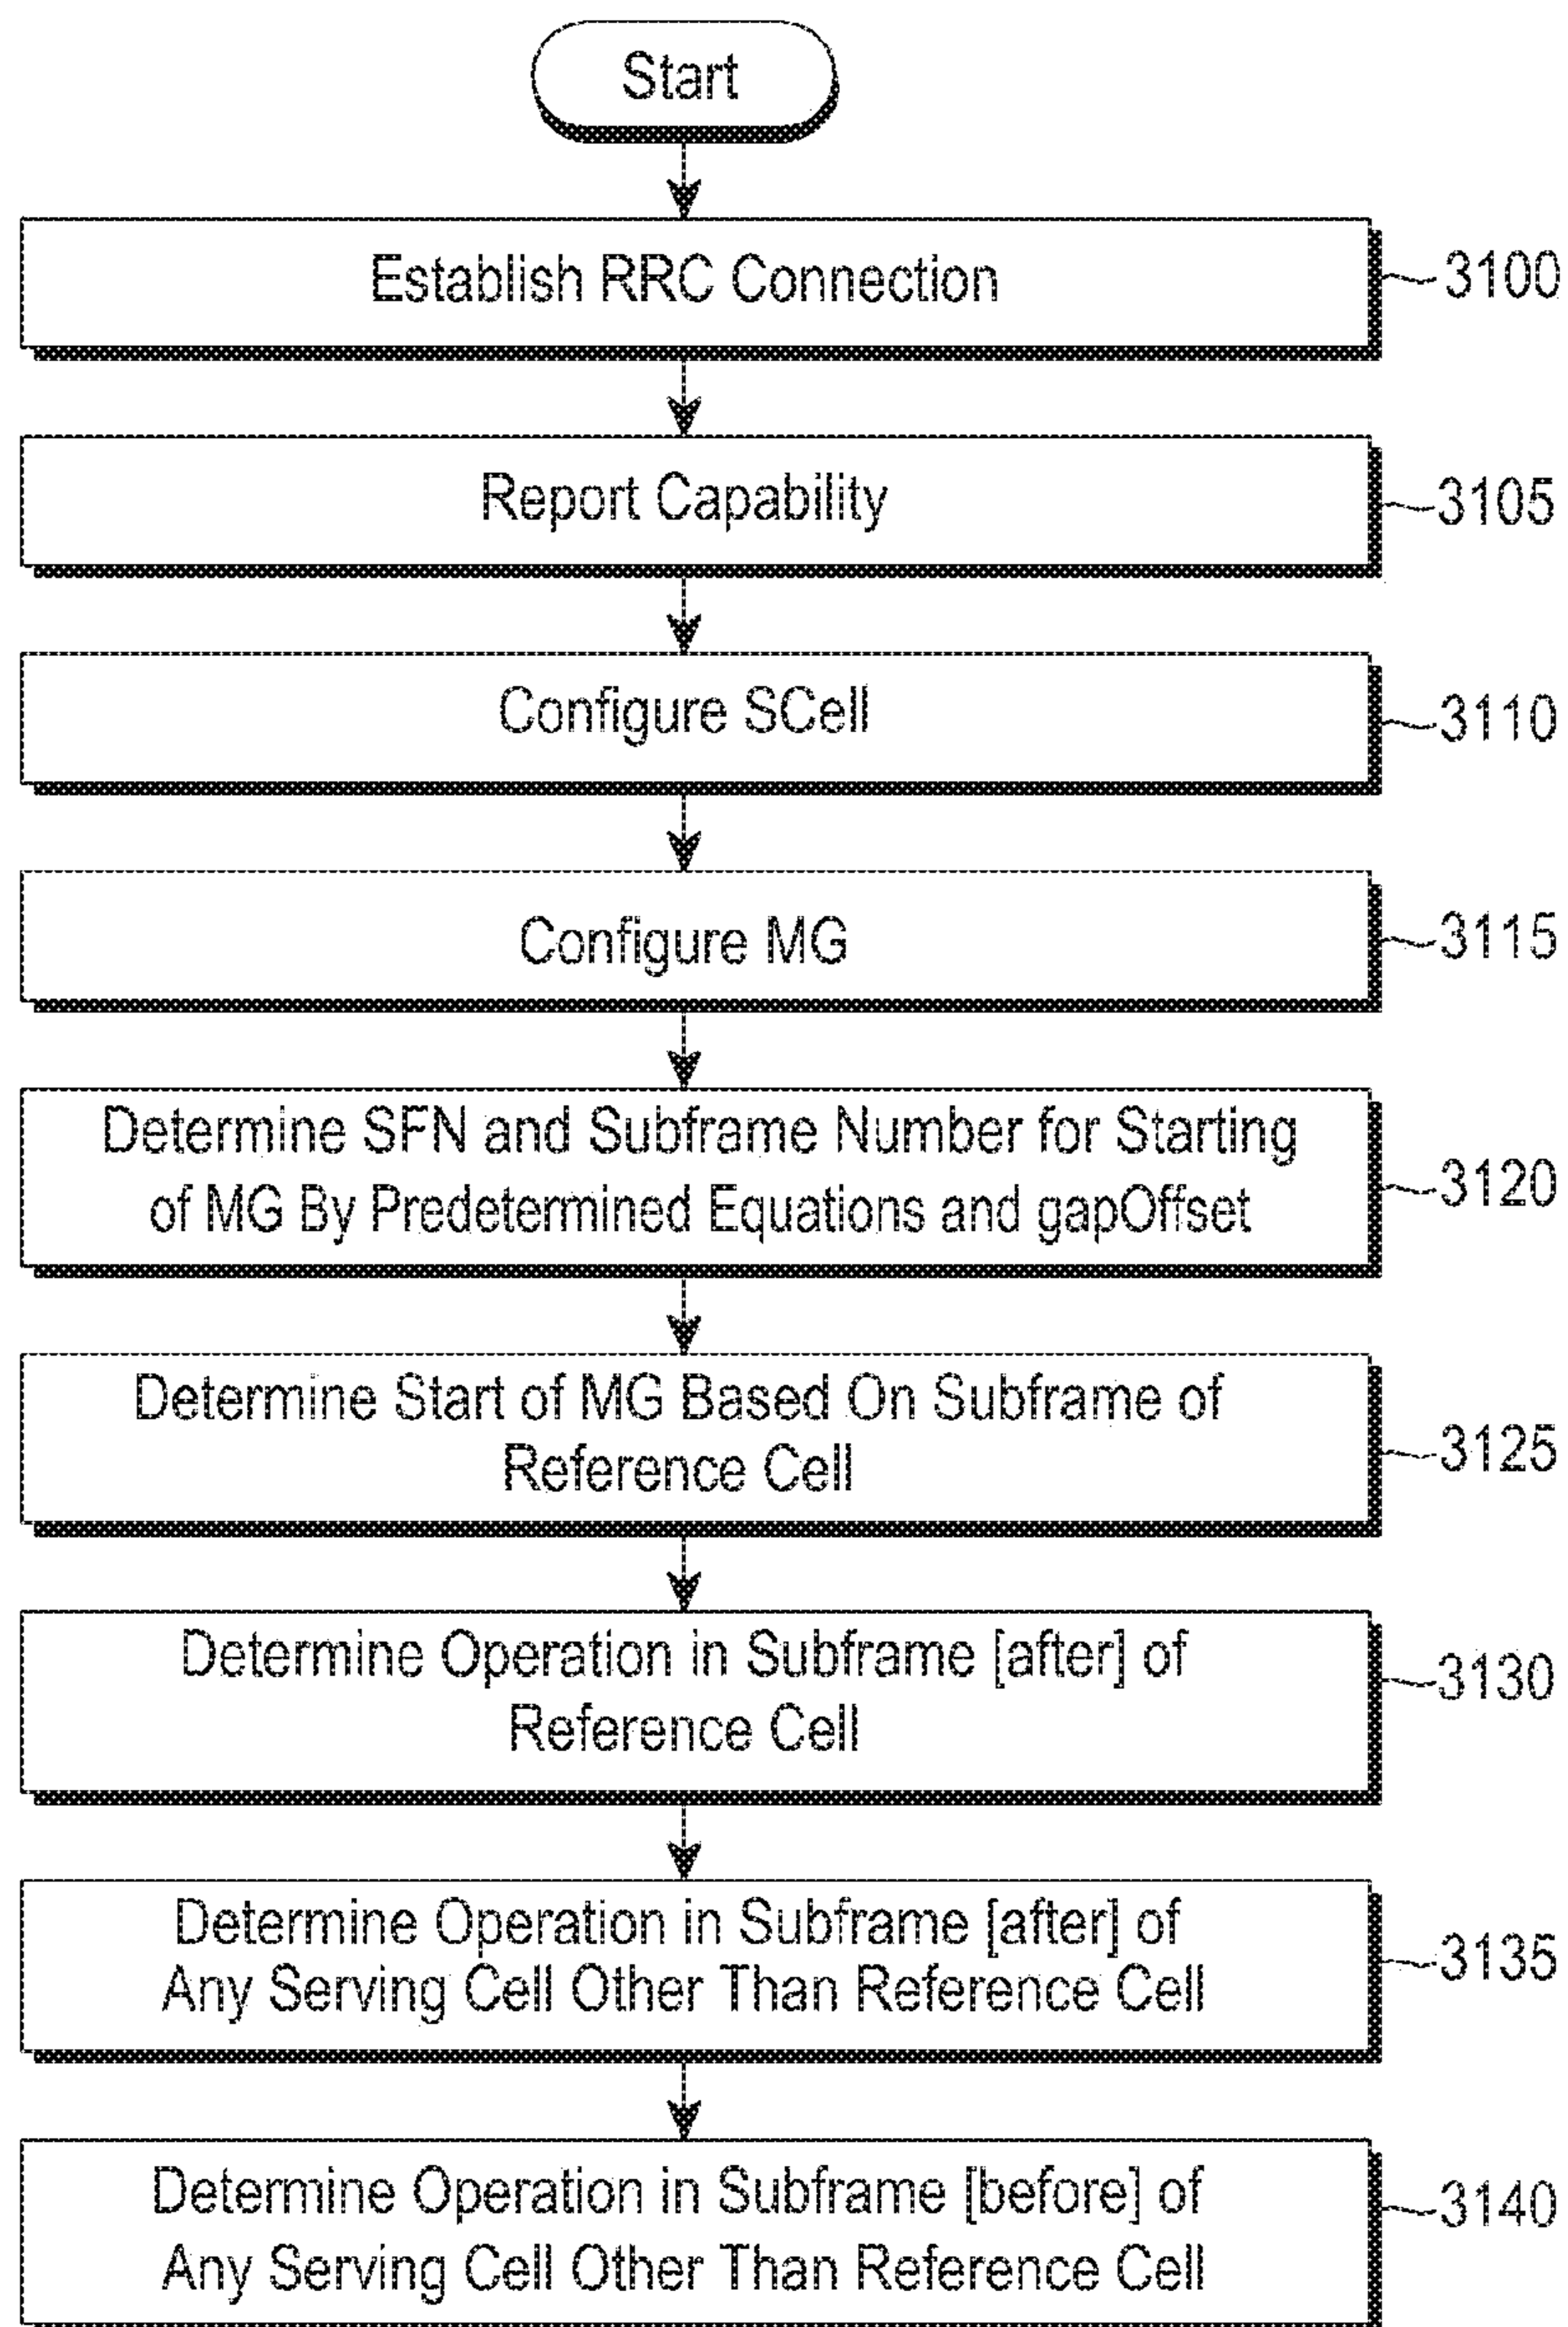 Start
Establish RRC Connection
3100
Report Capability
3105
Configure SCell
3110
Configure MG
3115
Determine SFN and Subframe Number for Starting
of MG By Predetermined Equations and gapOffset
3120
Determine Start of MG Based On Subframe of
Reference Cell
3125
Determine Operation in Subframe [after] of
Reference Cell
3130
Determine Operation in Subframe [after] of
Any Serving Cell Other Than Reference Cell
3135
Determine Operation in Subframe [before] of
Any Serving Cell Other Than Reference Cell
3140